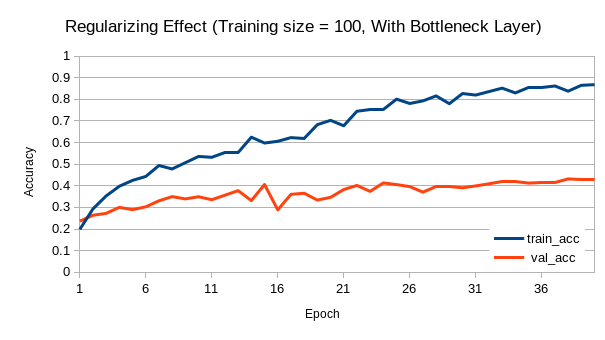 Regularizing Effect (Training size = 100, With Bottleneck Layer)
1
0.9
0.8
0.7
0.6
0.5
0.4
0.3
0.2
0.1
0
Accuracy
train_acc
val_acc
1 6 11 16 21 26 31 36
Epoch